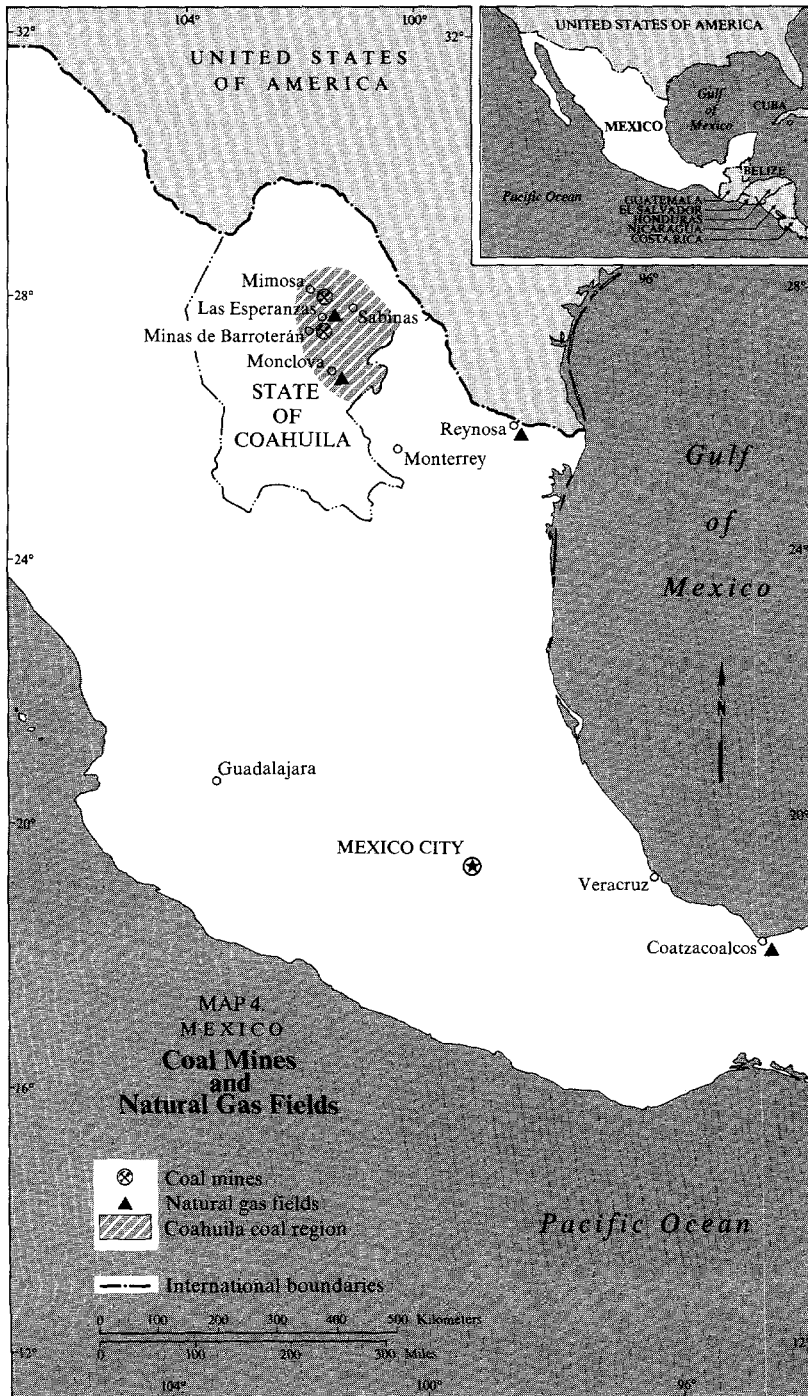 104°
100°
32°
32°
UNITED STATES
OF AMERICA
UNITED STATES OF AMERICA
Gulf
of
Mexico
CUBA
MEXICO
BELIZE
Pacific Ocean
GUATEMALA
EL SALVADOR
HONDURAS
NICARAGUA
COSTA RICA
96°
28°
28°
Mimosa
Las Esperanzas
Sabinas
Minas de Barroterán
Monclova
STATE
OF
COAHUILA
Reynosa
Monterrey
Gulf
of
Mexico
24°
24°
N
Guadalajara
20°
20°
MEXICO CITY
Veracruz
Coatzacoalcos
MAP 4.
MEXICO
Coal Mines
and
Natural Gas Fields
16°
Coal mines
Natural gas fields
Coahuila coal region
Pacific Ocean
International boundaries
0 100 200 300 400 500 Kilometers
0 100 200 300 Miles
12°
12°
104°
100°
96°